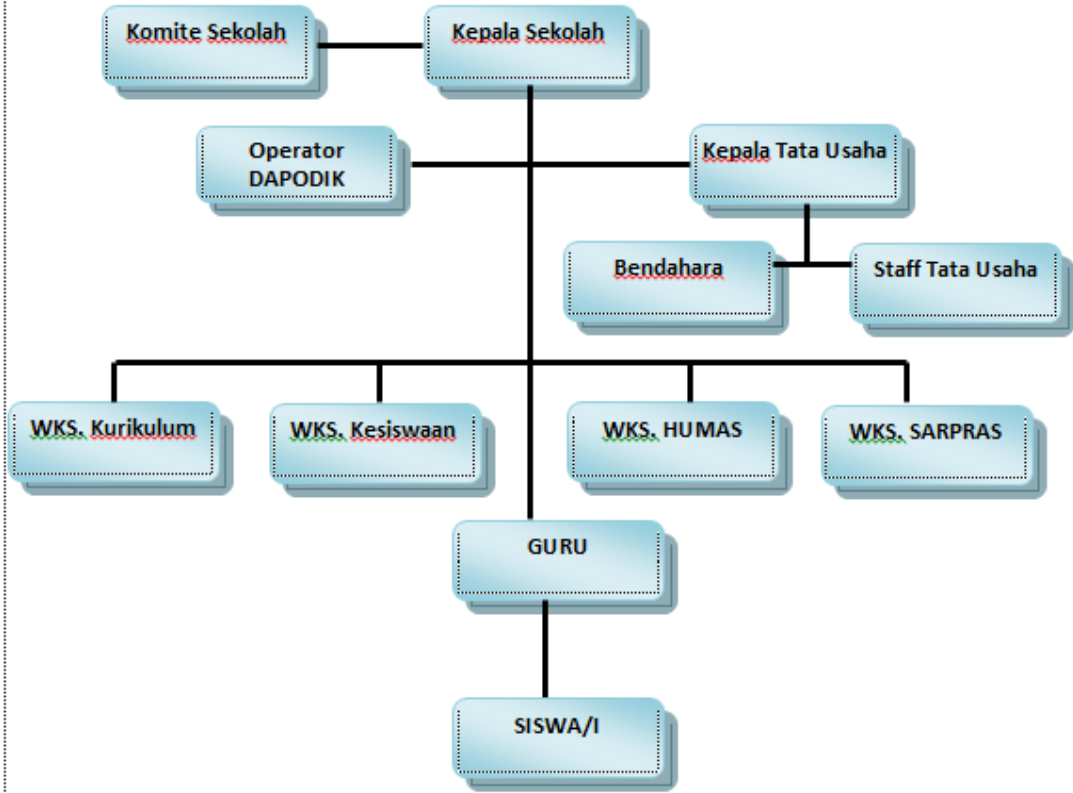 Komite Sekolah
Kepala Sekolah
Operator
DAPODIK
Kepala Tata Usaha
Bendahara
Staff Tata Usaha
WKS. Kurikulum
WKS. Kesiswaan
WKS. HUMAS
WKS. SARPRAS
GURU
SISWA/I